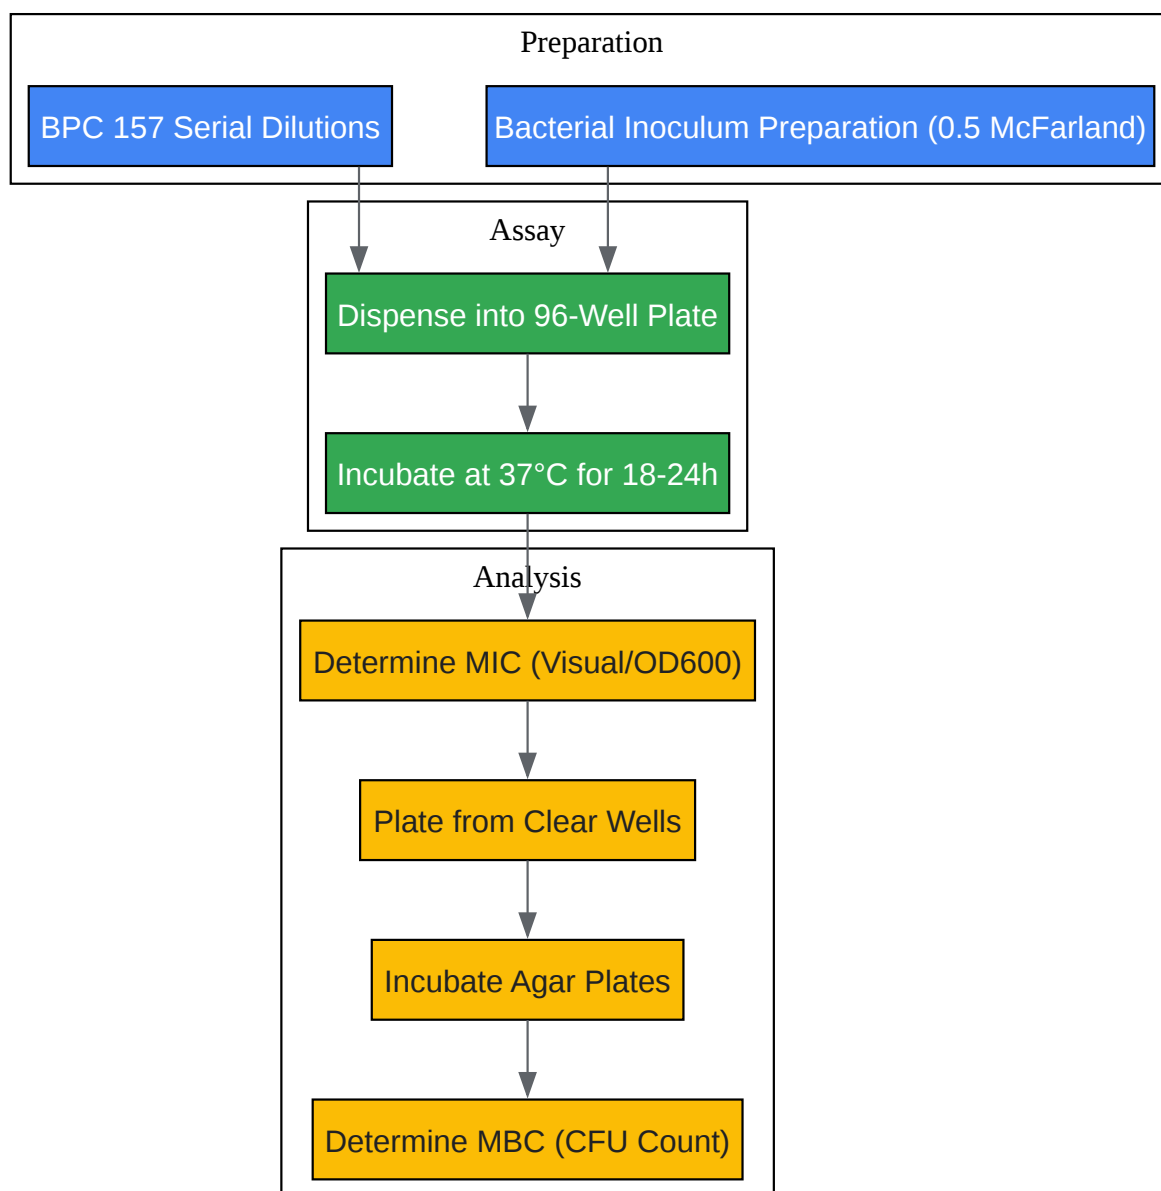 Preparation
BPC 157 Serial Dilutions
Bacterial Inoculum Preparation (0.5 McFarland)
Assay
Dispense into 96-Well Plate
Incubate at 37°C for 18-24h
Analysis
Determine MIC (Visual/OD600)
Plate from Clear Wells
Incubate Agar Plates
Determine MBC (CFU Count)